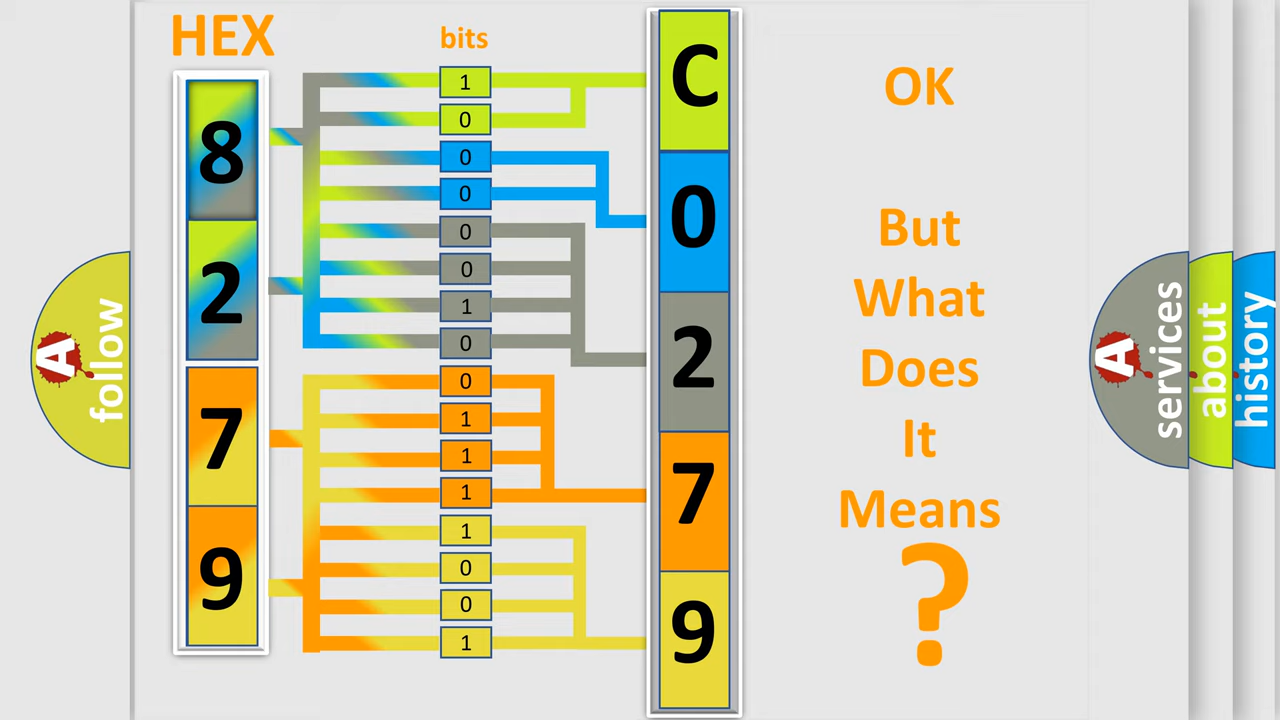 HEX
bits
8
2
7
9
1
0
0
0
0
0
1
0
0
1
1
1
1
0
0
1
C
0
2
7
9
OK
But
What
Does
It
Means
?
A
follow
A
services
about
history